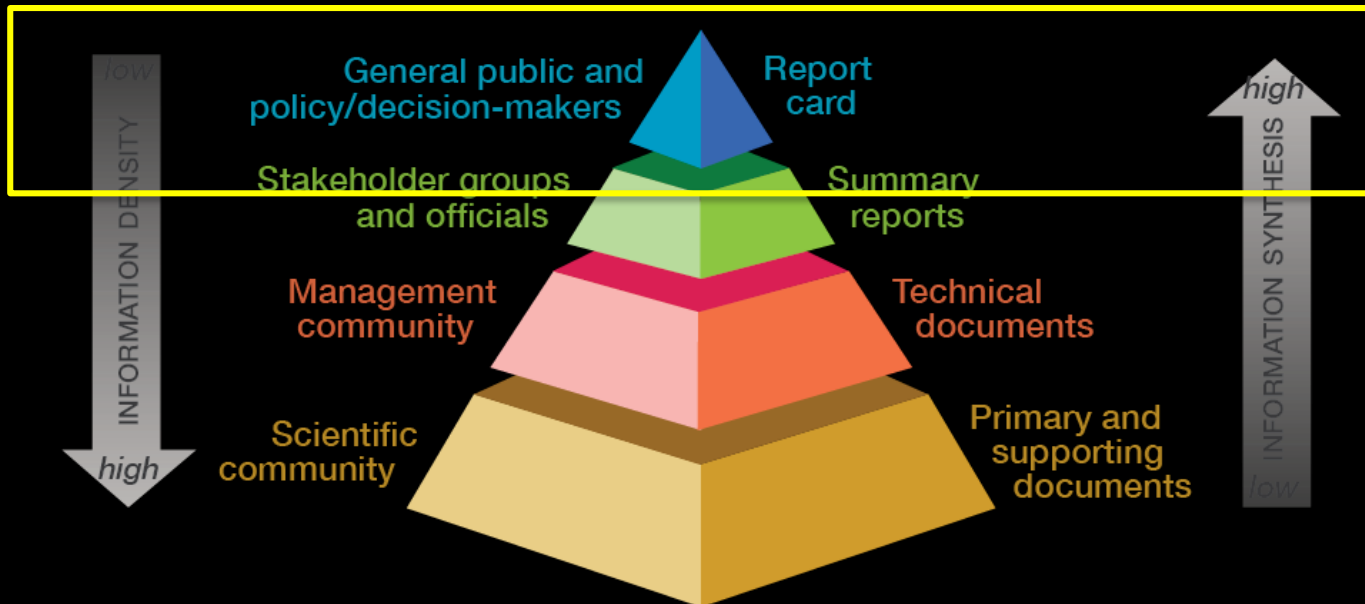 low
INFORMATION DENSITY
high
General public and
policy/decision-makers
Report
card
Stakeholder groups
and officials
Summary
reports
Management
community
Technical
documents
Scientific
community
Primary and
supporting
documents
high
INFORMATION SYNTHESIS
low